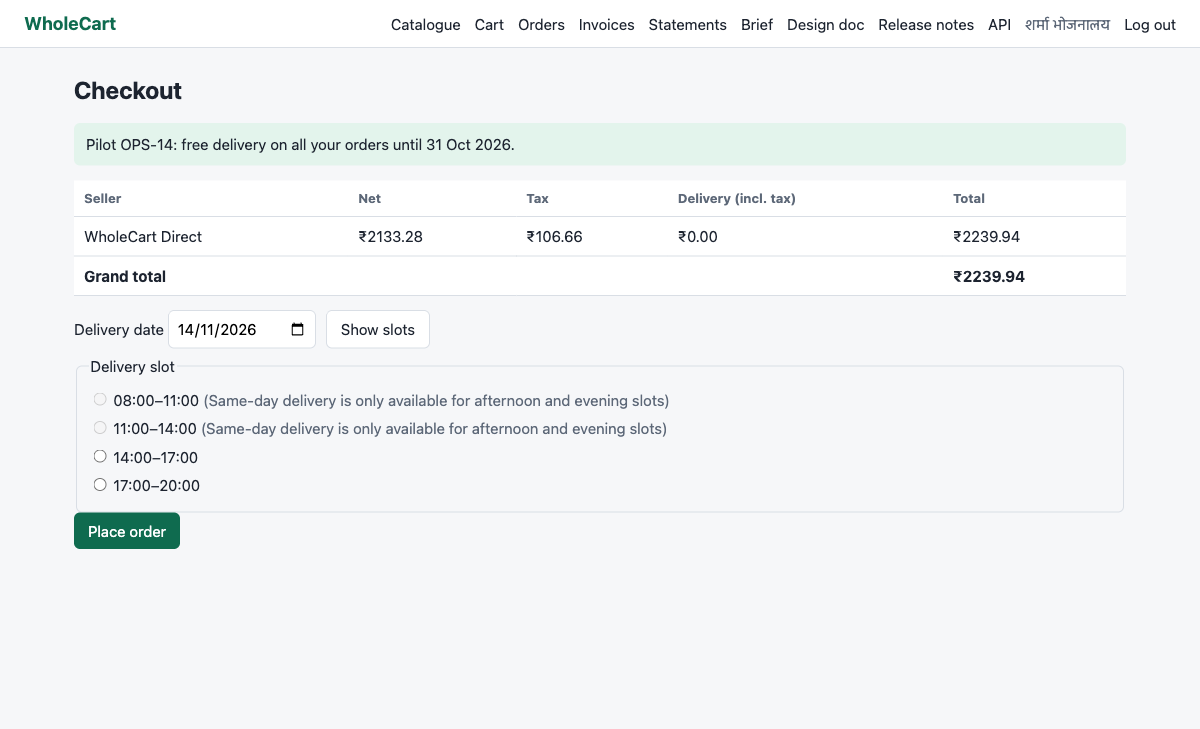 WholeCart Catalogue Cart Orders Invoices Statements Brief Design doc Release notes API शर्मा भोजनालय Log out
Checkout
Pilot OPS-14: free delivery on all your orders until 31 Oct 2026.
Seller Net Tax Delivery (incl. tax) Total
WholeCart Direct ₹2133.28 ₹106.66 ₹0.00 ₹2239.94
Grand total ₹2239.94
Delivery date 14/11/2026 Show slots
Delivery slot
08:00–11:00 (Same-day delivery is only available for afternoon and evening slots)
11:00–14:00 (Same-day delivery is only available for afternoon and evening slots)
14:00–17:00
17:00–20:00
Place order